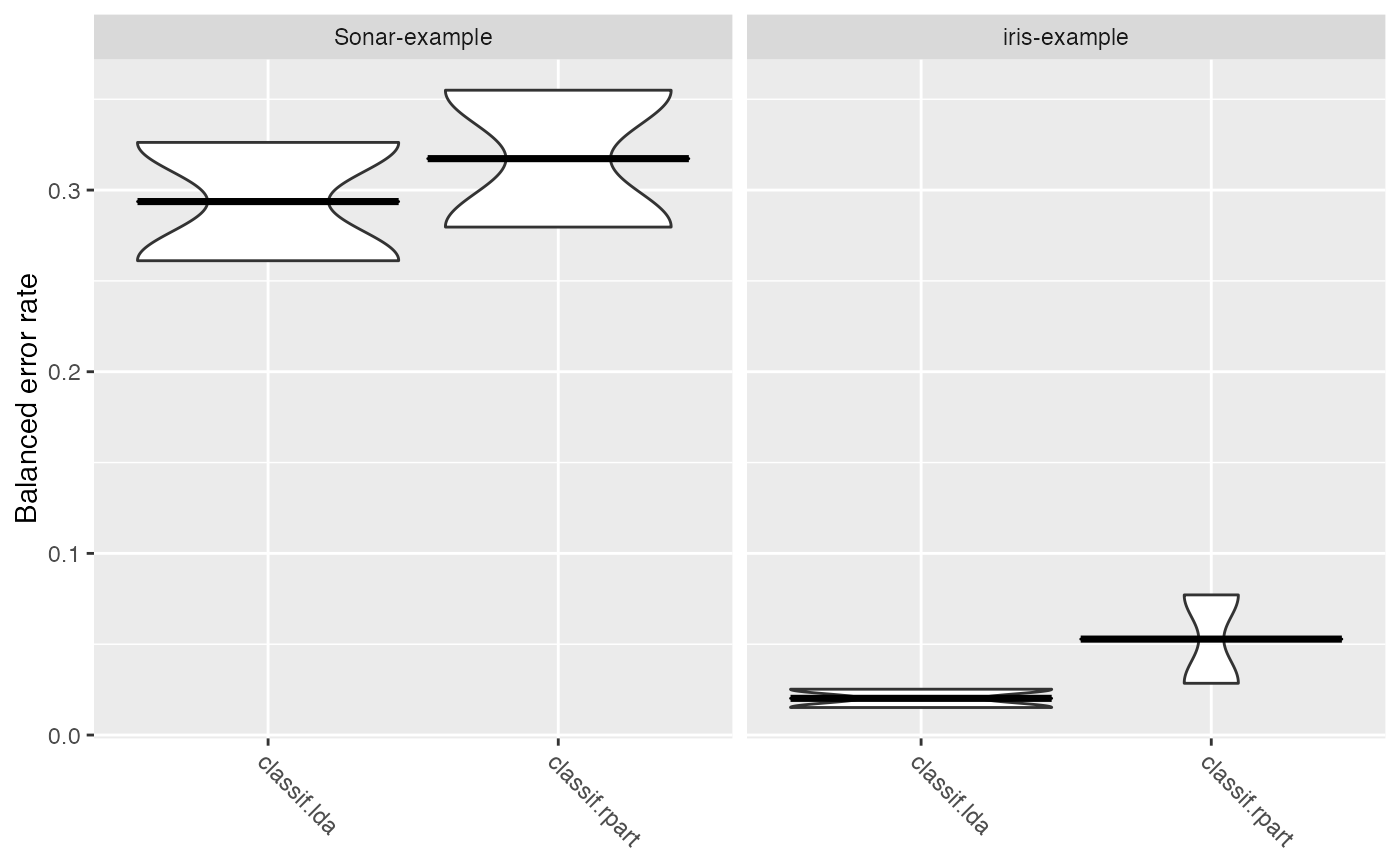 Sonar-example
iris-example
Balanced error rate
0.3
0.2
0.1
0.0
classif.lda
classif.rpart
classif.lda
classif.rpart